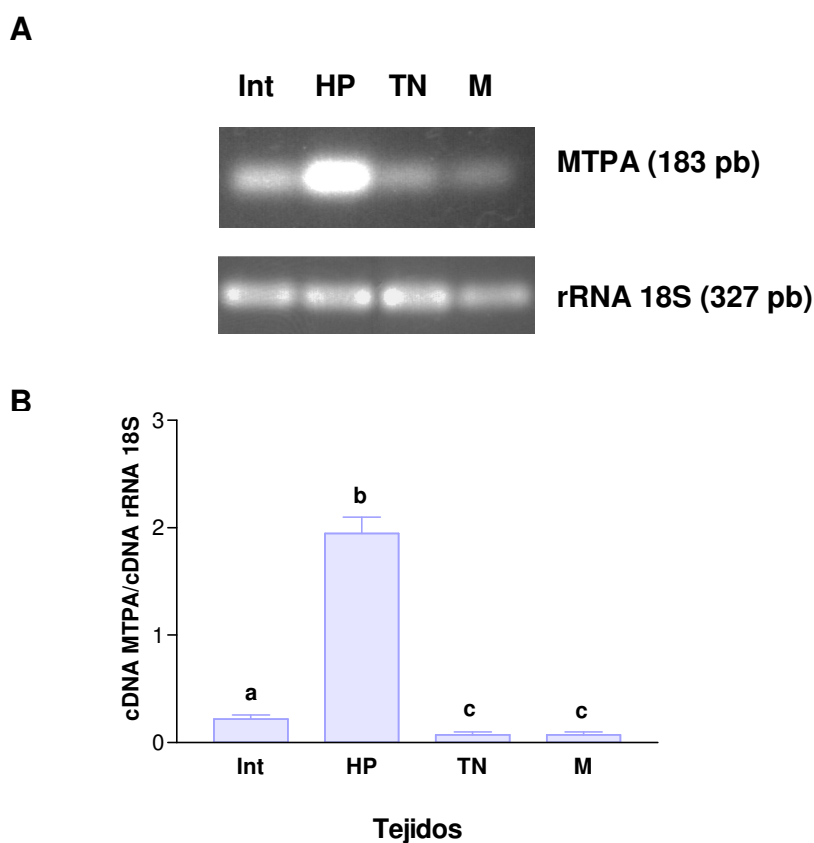 A
Int HP TN M
MTPA (183 pb)
rRNA 18S (327 pb)
B
cDNA MTPA/cDNA rRNA 18S
3
2
1
0
a
b
c
c
Int HP TN M
Tejidos